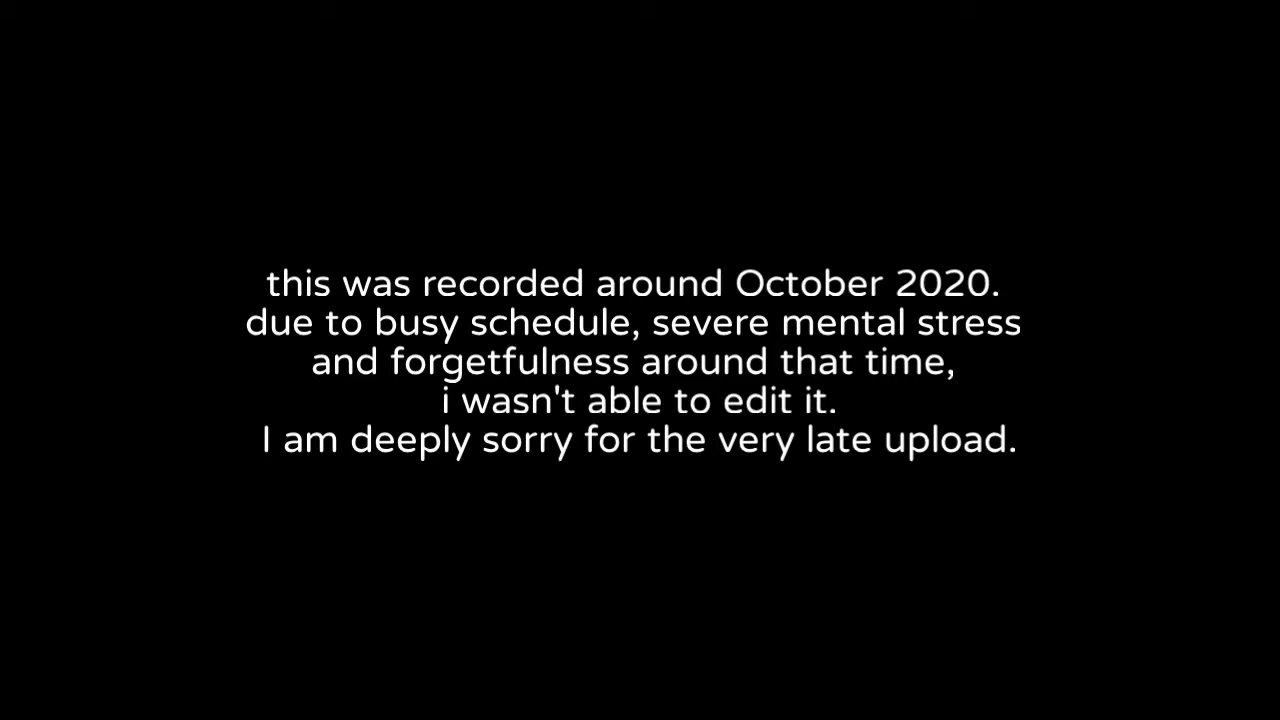 this was recorded around October 2020.
due to busy schedule, severe mental stress
and forgetfulness around that time,
i wasn't able to edit it.
I am deeply sorry for the very late upload.